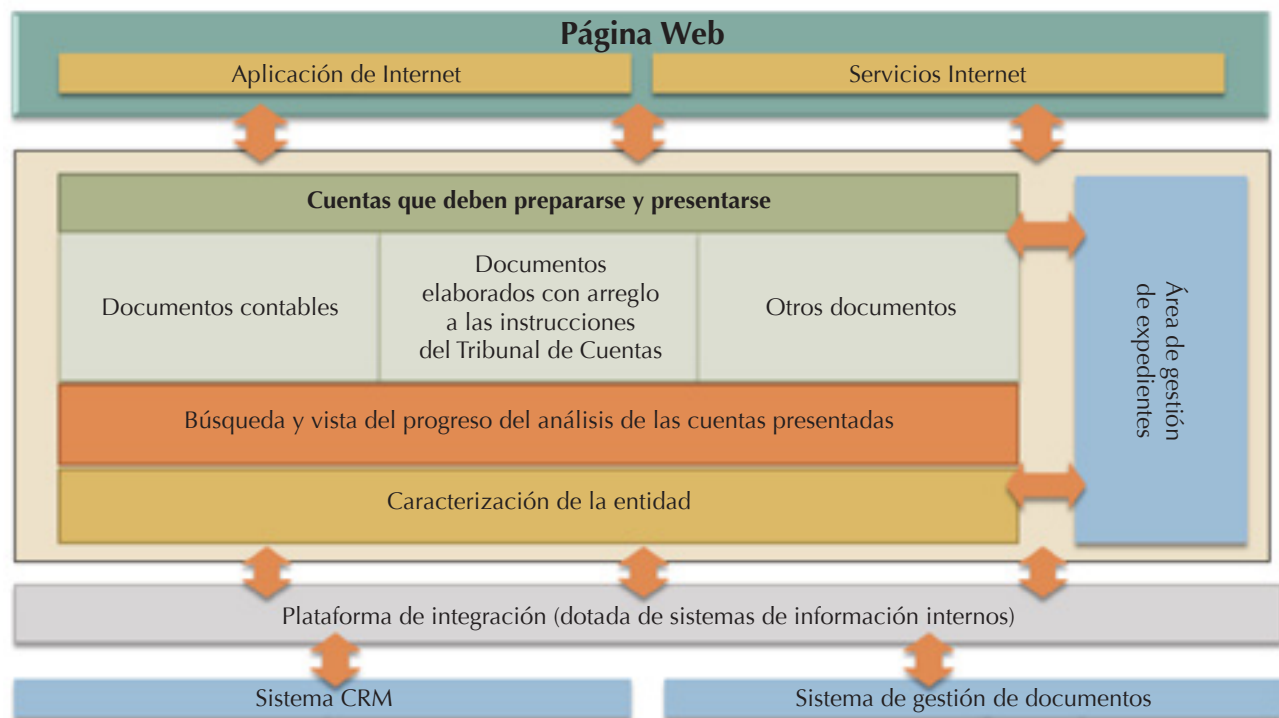 Página Web
Aplicación de Internet
Servicios Internet
Cuentas que deben prepararse y presentarse
Documentos contables
Documentos
elaborados con arreglo
a las instrucciones
del Tribunal de Cuentas
Otros documentos
Área de gestión
de expedientes
Búsqueda y vista del progreso del análisis de las cuentas presentadas
Caracterización de la entidad
Plataforma de integración (dotada de sistemas de información internos)
Sistema CRM
Sistema de gestión de documentos